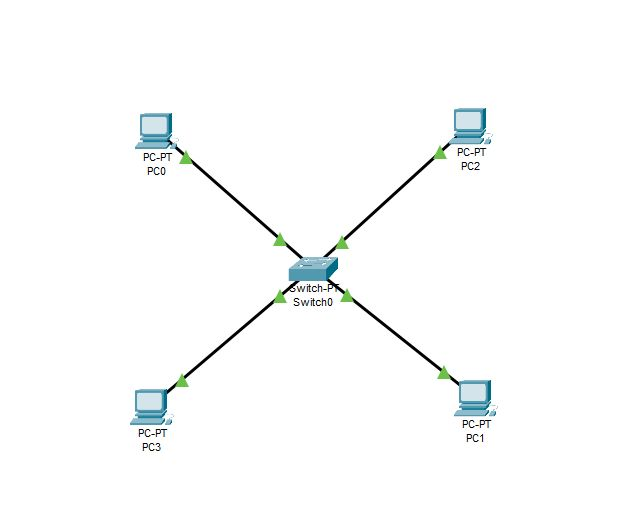 PC-PT
PC0
PC-PT
PC2
Switch-PT
Switch0
PC-PT
PC3
PC-PT
PC1